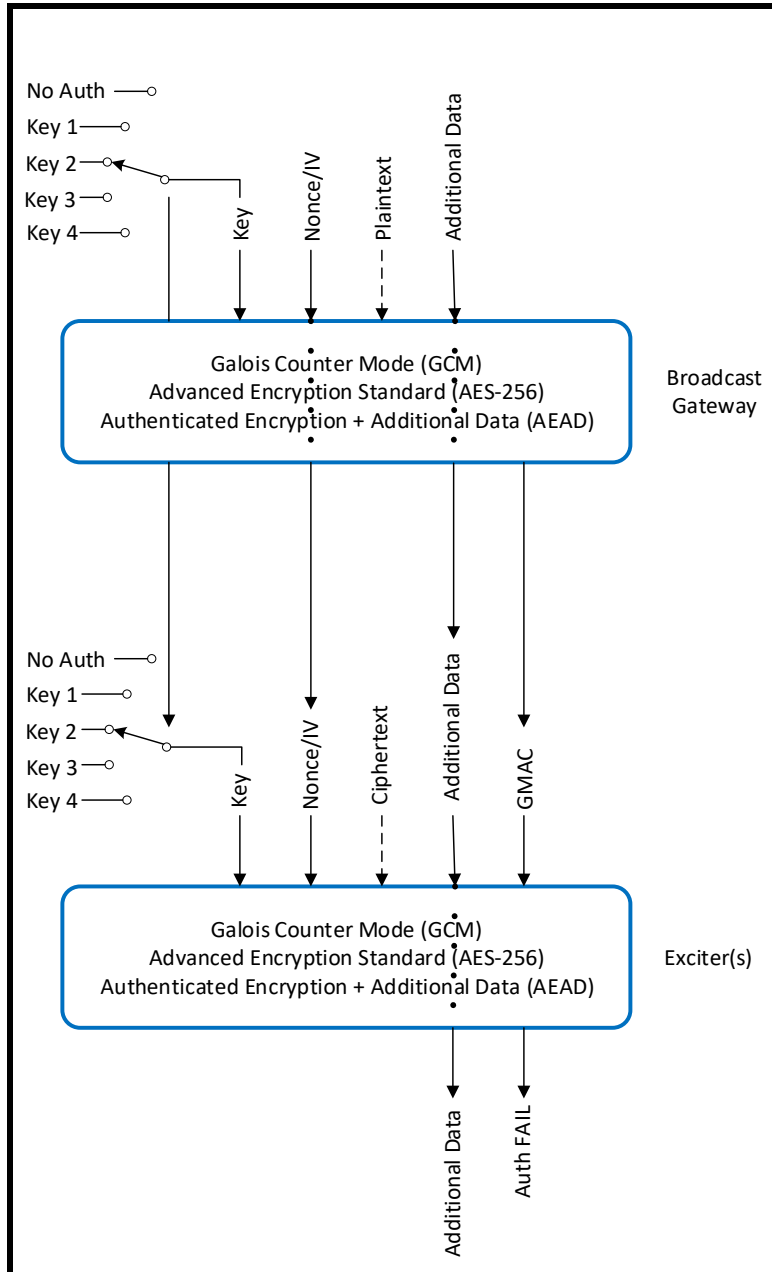 No Auth
Key 1
Key 2
Key 3
Key 4
Key
Nonce/IV
Plaintext
Additional Data
Galois Counter Mode (GCM)
Advanced Encryption Standard (AES-256)
Authenticated Encryption + Additional Data (AEAD)
Broadcast
Gateway
No Auth
Key 1
Key 2
Key 3
Key 4
Key
Nonce/IV
Ciphertext
Additional Data
GMAC
Galois Counter Mode (GCM)
Advanced Encryption Standard (AES-256)
Authenticated Encryption + Additional Data (AEAD)
Exciter(s)
Additional Data
Auth FAIL